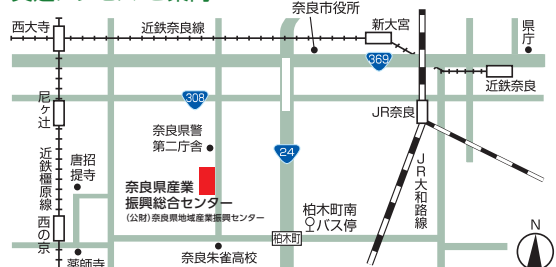 奈良市役所
西大寺
近鉄奈良線
新大宮
県庁
369
近鉄奈良
308
尼ヶ辻
JR奈良
奈良県警
第二庁舎
24
近鉄橿原線
唐招
提寺
JR大和路線
奈良県産業
振興総合センター
(公財)奈良県地域産業振興センター
柏木町南
バス停
西の京
柏木町
N
薬師寺
奈良朱雀高校